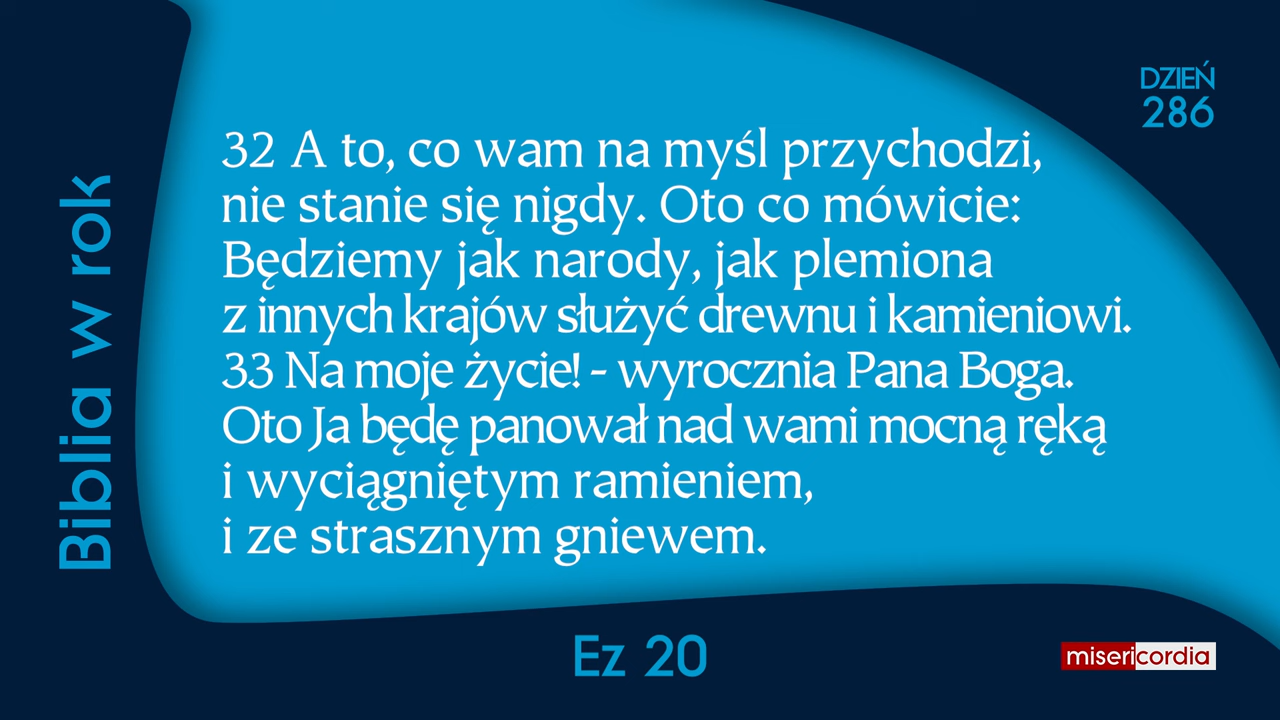 DZIEŃ
286
32 A to, co wam na myśl przychodzi,
nie stanie się nigdy. Oto co mówicie:
Będziemy jak narody, jak plemiona
z innych krajów służyć drewnu i kamieniowi.
33 Na moje życie! - wyrocznia Pana Boga.
Oto Ja będę panował nad wami mocną ręką
i wyciągniętym ramieniem,
i ze strasznym gniewem.
Biblia w rok
Ez 20
misericordia